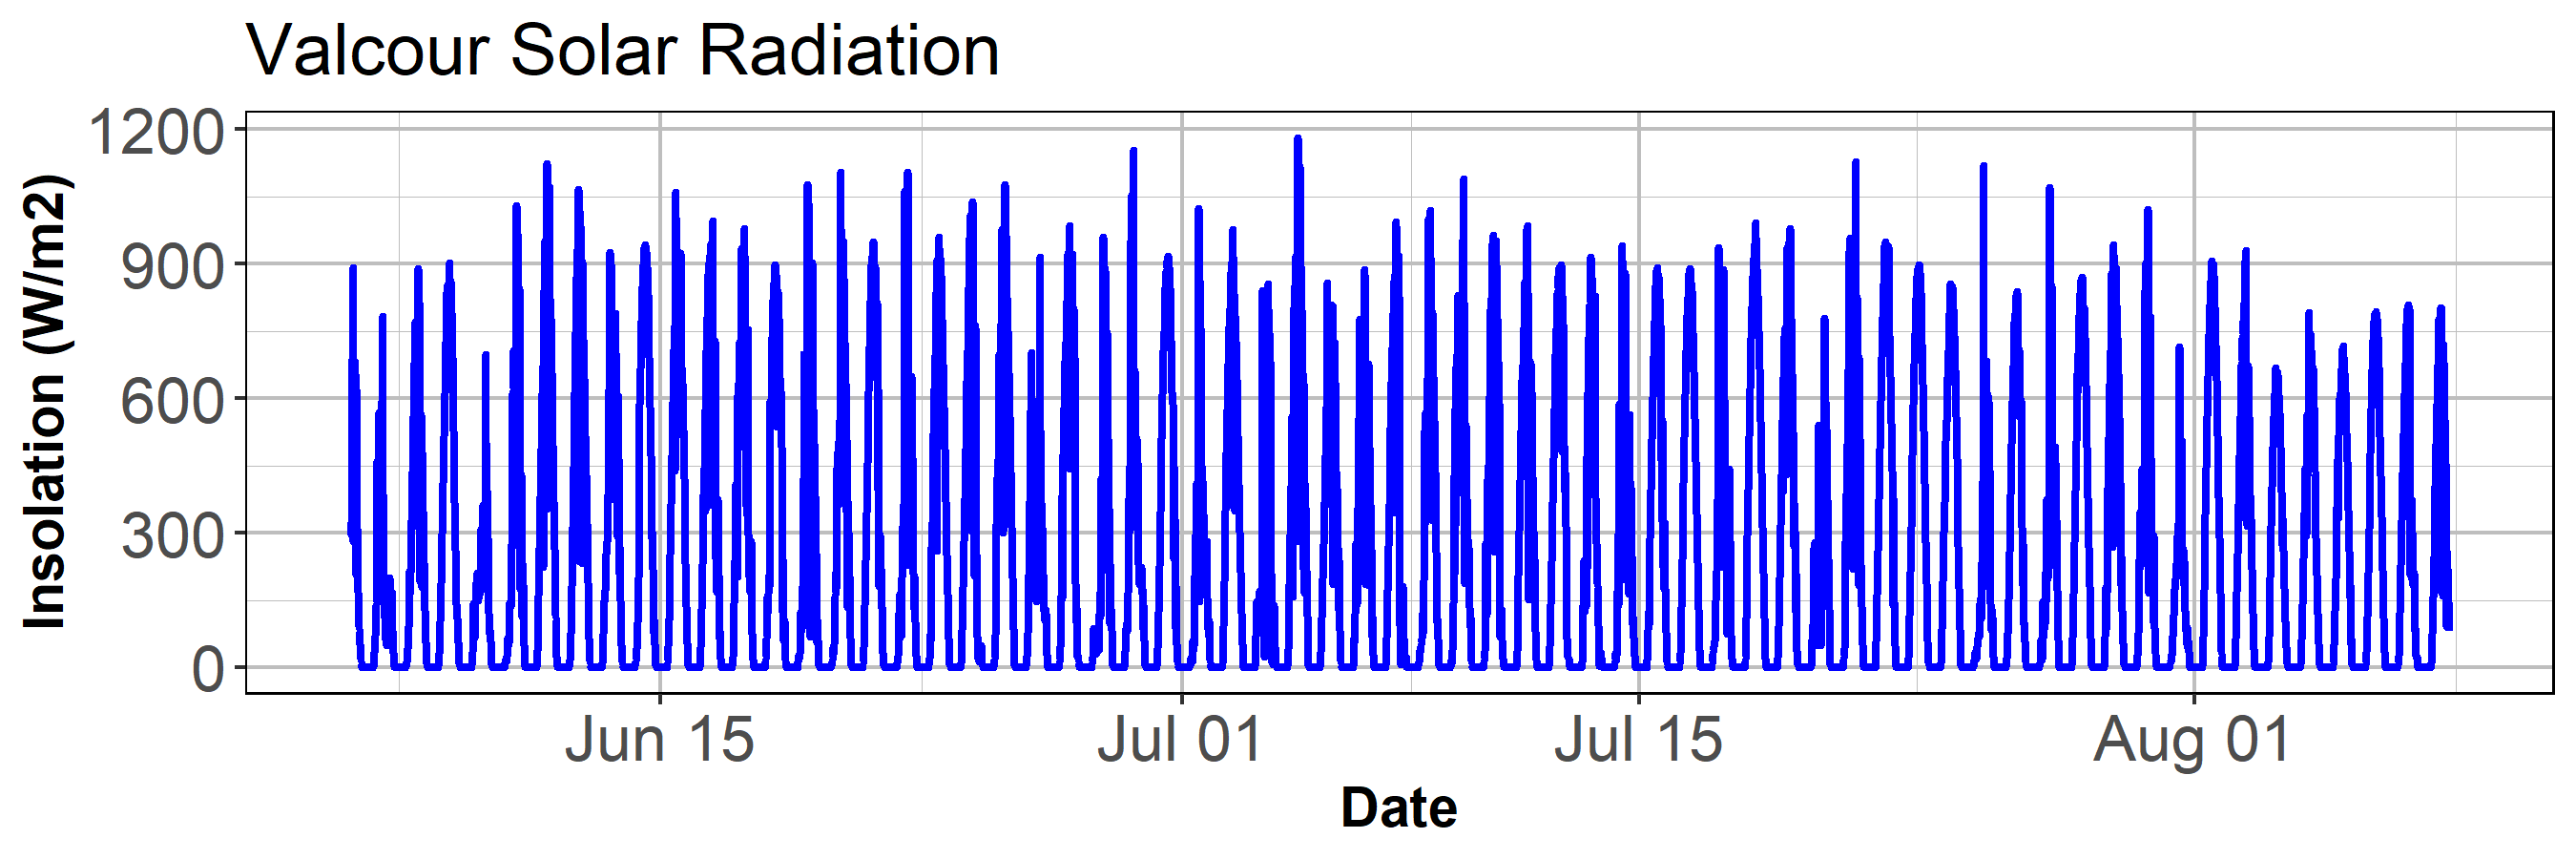 Valcour Solar Radiation
Insolation (W/m2)
1200
900
600
300
0
Jun 15
Jul 01
Jul 15
Aug 01
Date